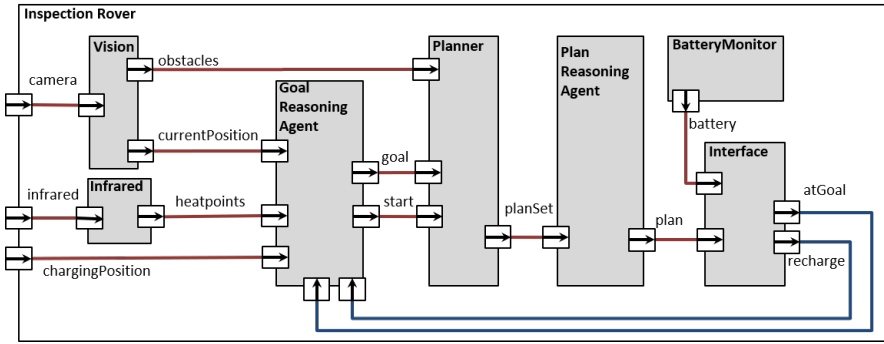 Inspection Rover
Vision
Planner
Plan
Reasoning
Agent
BatteryMonitor
obstacles
camera
Goal
Reasoning
Agent
battery
currentPosition
goal
Interface
infrared
Infrared
heatpoints
start
planSet
plan
atGoal
chargingPosition
recharge